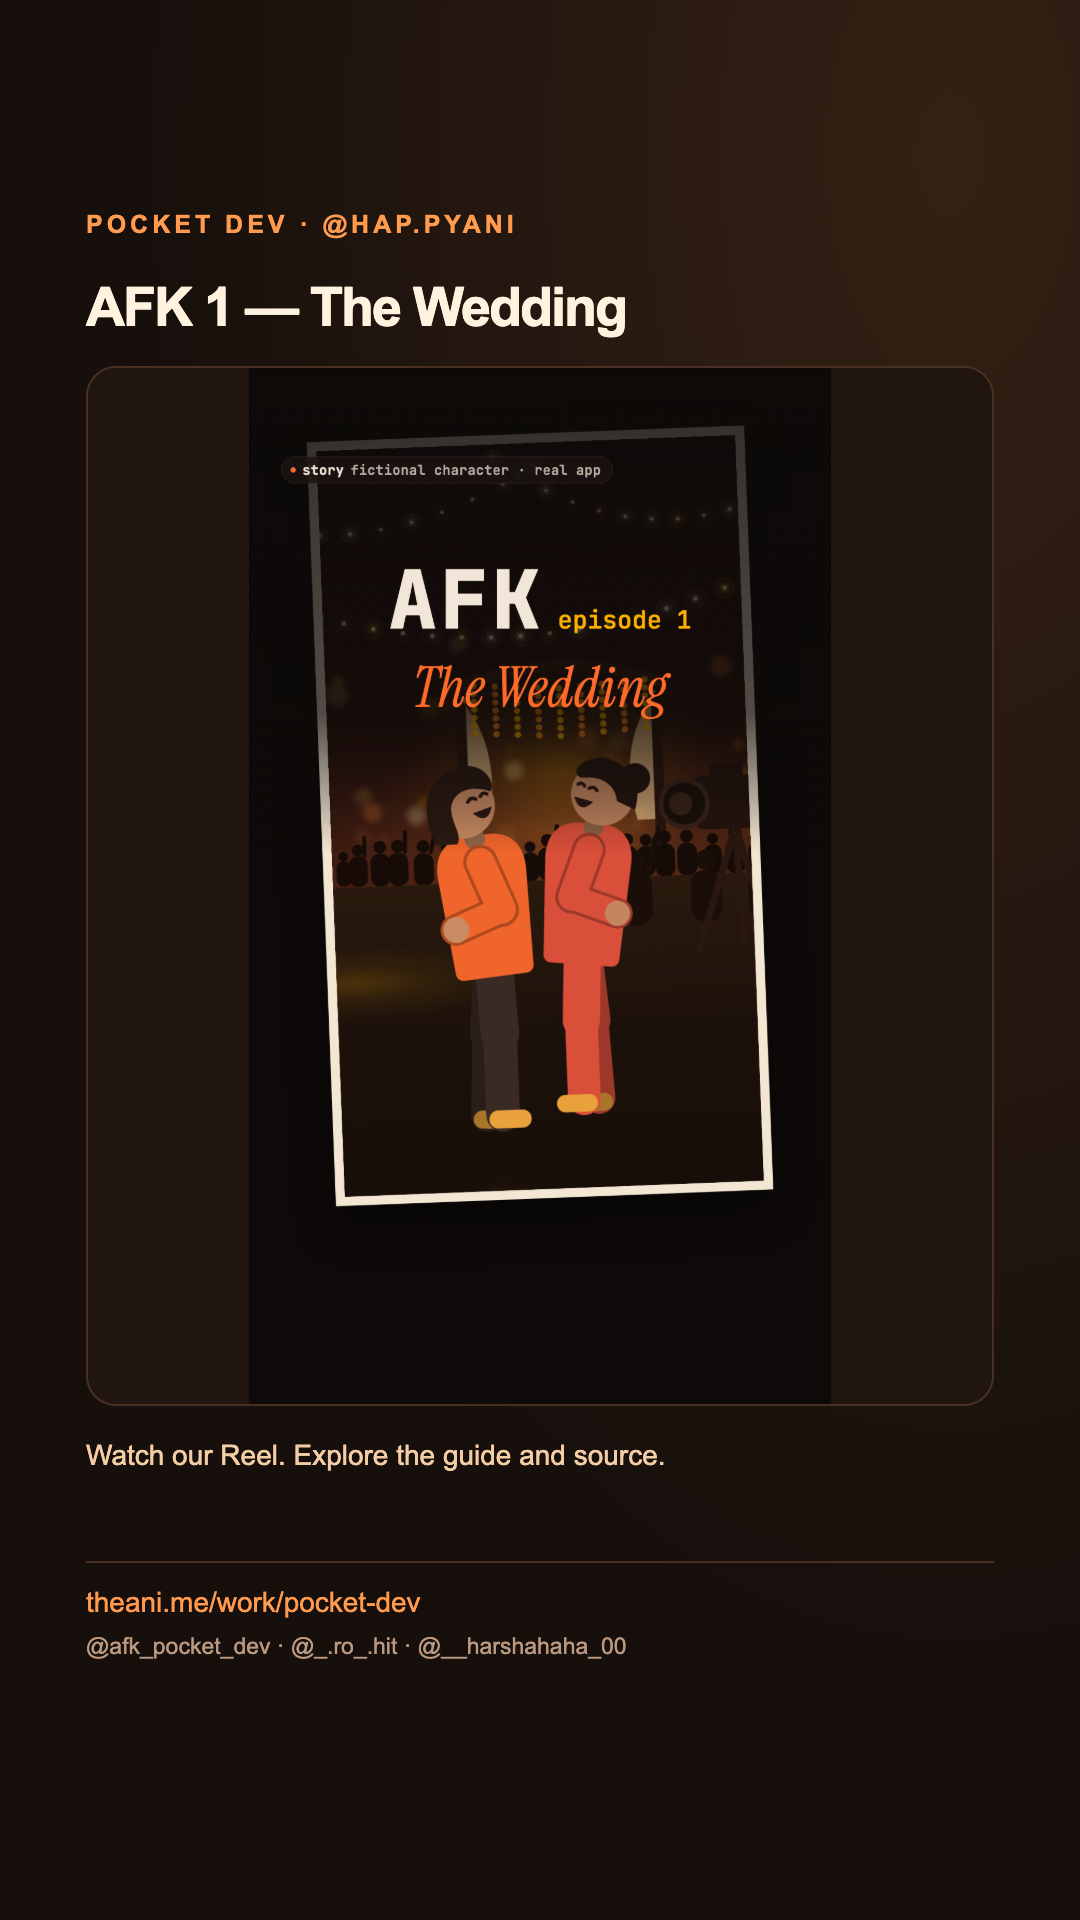 POCKET DEV · @HAP.PYANI
AFK 1 — The Wedding
story fictional character · real app
AFK episode 1
The Wedding
Watch our Reel. Explore the guide and source.
theani.me/work/pocket-dev
@afk_pocket_dev · @_.ro_.hit · @__harshahaha_00